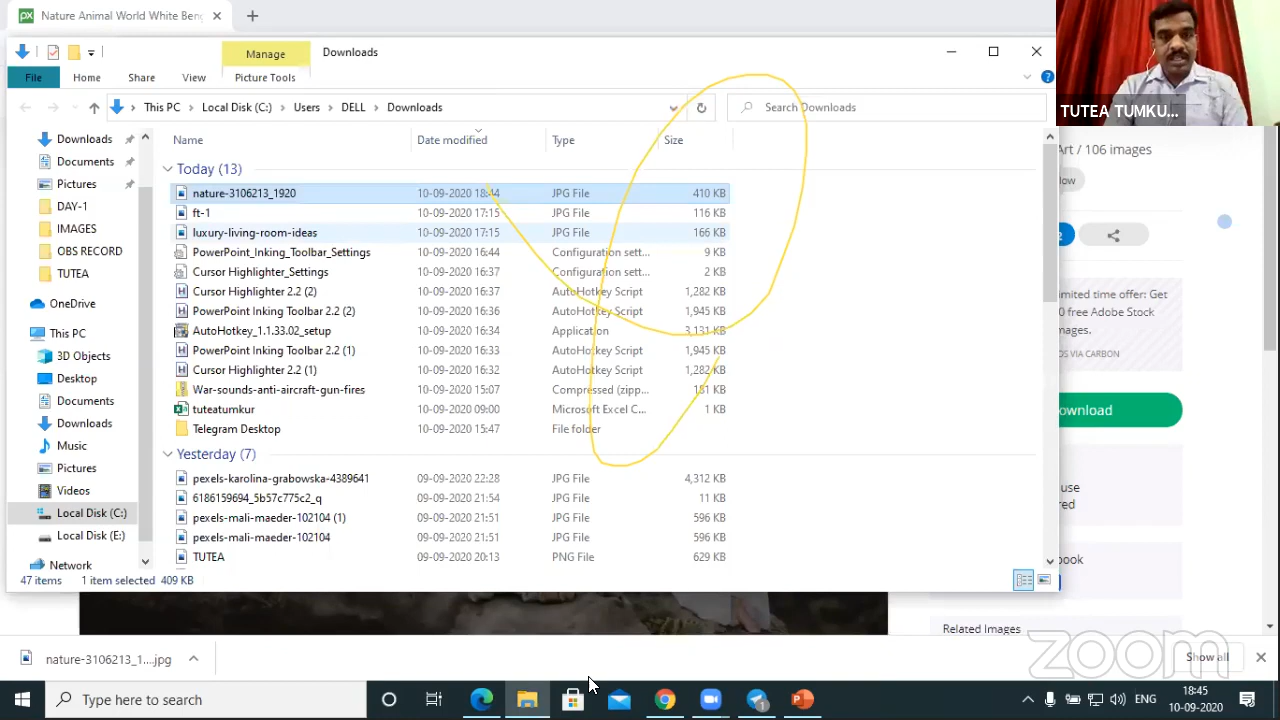 Nature Animal World White Beng
Manage
Downloads
File
Home
Share
View
Picture Tools
This PC
Local Disk (C:)
Users
DELL
Downloads
Search Downloads
TUTEA TUMKU...
Downloads
Documents
Pictures
DAY-1
IMAGES
OBS RECORD
TUTEA
OneDrive
This PC
3D Objects
Desktop
Documents
Downloads
Music
Pictures
Videos
Local Disk (C:)
Local Disk (E:)
Network
Name Date modified Type Size
Today (13)
nature-3106213_1920 10-09-2020 18:44 JPG File 410 KB
ft-1 10-09-2020 17:15 JPG File 116 KB
luxury-living-room-ideas 10-09-2020 17:15 JPG File 166 KB
PowerPoint_Inking_Toolbar_Settings 10-09-2020 16:44 Configuration sett... 9 KB
Cursor Highlighter_Settings 10-09-2020 16:37 Configuration sett... 2 KB
Cursor Highlighter 2.2 (2) 10-09-2020 16:37 AutoHotkey Script 1,282 KB
PowerPoint Inking Toolbar 2.2 (2) 10-09-2020 16:36 AutoHotkey Script 1,945 KB
AutoHotkey_1.1.33.02_setup 10-09-2020 16:34 Application 3,131 KB
PowerPoint Inking Toolbar 2.2 (1) 10-09-2020 16:33 AutoHotkey Script 1,945 KB
Cursor Highlighter 2.2 (1) 10-09-2020 16:32 AutoHotkey Script 1,282 KB
War-sounds-anti-aircraft-gun-fires 10-09-2020 15:07 Compressed (zipp... 181 KB
tuteatumkur 10-09-2020 09:00 Microsoft Excel C... 1 KB
Telegram Desktop 10-09-2020 15:47 File folder
Yesterday (7)
pexels-karolina-grabowska-4389641 09-09-2020 22:28 JPG File 4,312 KB
6186159694_5b57c775c2_q 09-09-2020 21:54 JPG File 11 KB
pexels-mali-maeder-102104 (1) 09-09-2020 21:51 JPG File 596 KB
pexels-mali-maeder-102104 09-09-2020 21:51 JPG File 596 KB
TUTEA 09-09-2020 20:13 PNG File 629 KB
47 items 1 item selected 409 KB
Art / 106 images
low
imited time offer: Get
0 free Adobe Stock
mages.
DS VIA CARBON
ownload
use
red
book
Related Images
nature-3106213_1....jpg
Show all
zoom
Type here to search
1
ENG
18:45
10-09-2020